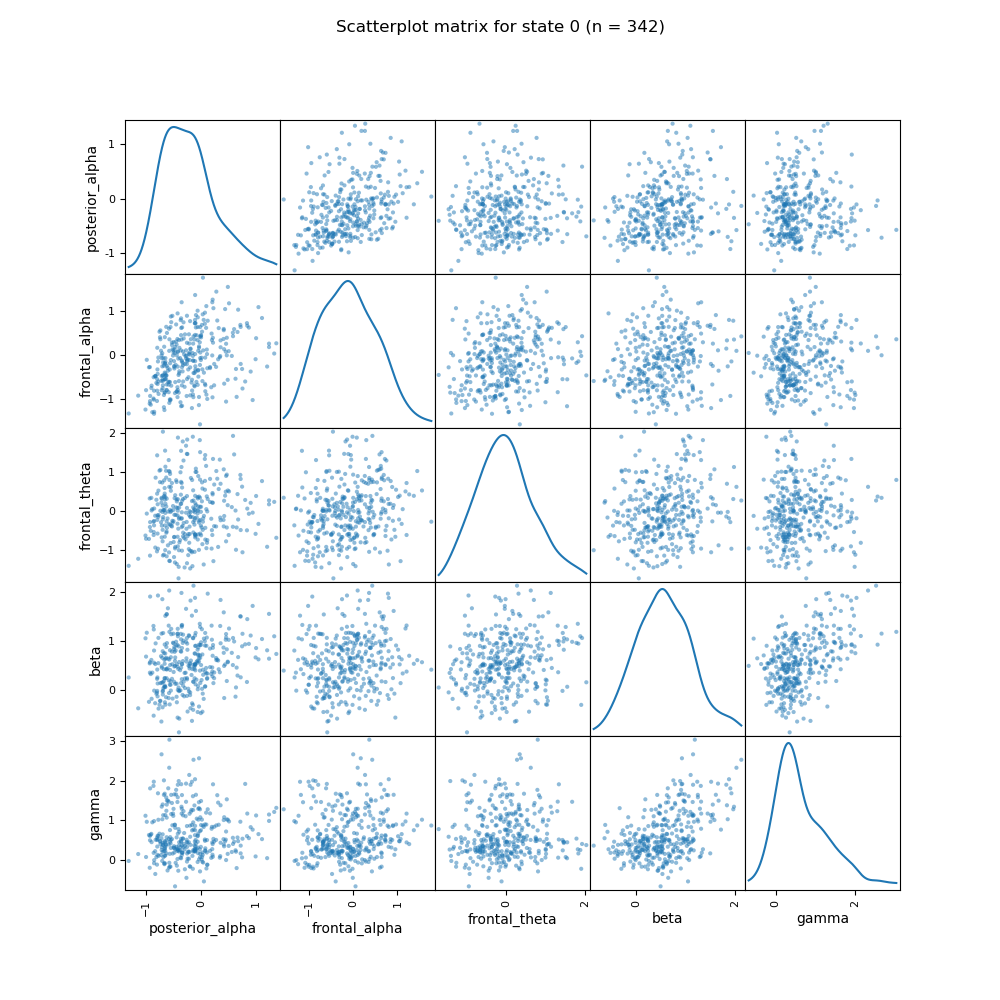 Scatterplot matrix for state 0 (n = 342)
posterior_alpha
1
0
-1
frontal_alpha
1
0
−1
frontal_theta
2
1
0
−1
beta
2
1
0
gamma
3
2
1
0
−1
0
1
−1
0
1
0
2
0
2
0
2
posterior_alpha
frontal_alpha
frontal_theta
beta
gamma